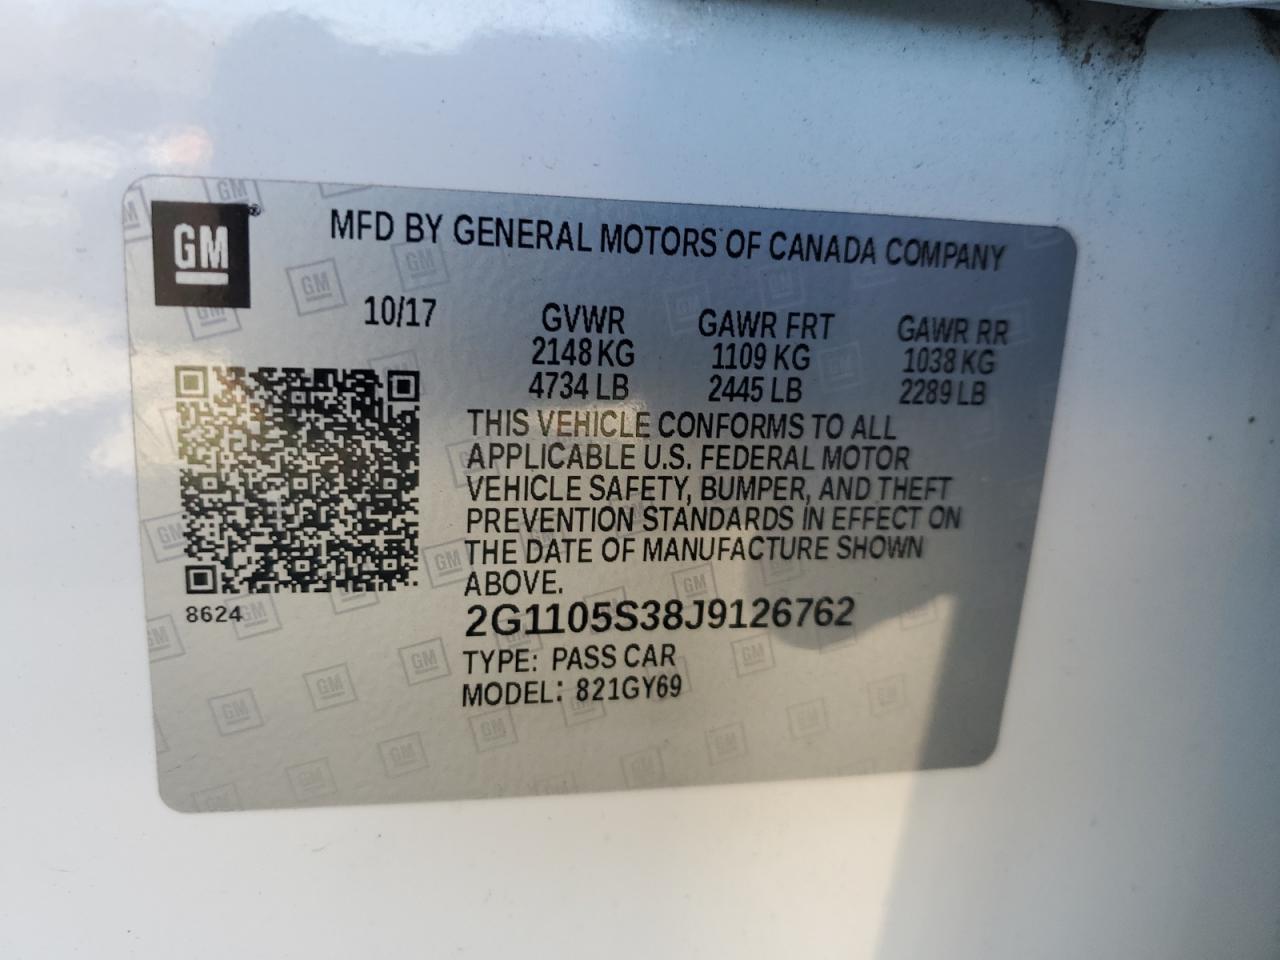 GM
MFD BY GENERAL MOTORS OF CANADA COMPANY
10/17 GVWR GAWR FRT GAWR RR
2148 KG 1109 KG 1038 KG
4734 LB 2445 LB 2289 LB
THIS VEHICLE CONFORMS TO ALL
APPLICABLE U.S. FEDERAL MOTOR
VEHICLE SAFETY, BUMPER, AND THEFT
PREVENTION STANDARDS IN EFFECT ON
THE DATE OF MANUFACTURE SHOWN
ABOVE.
8624
2G1105S38J9126762
TYPE: PASS CAR
MODEL: 821GY69